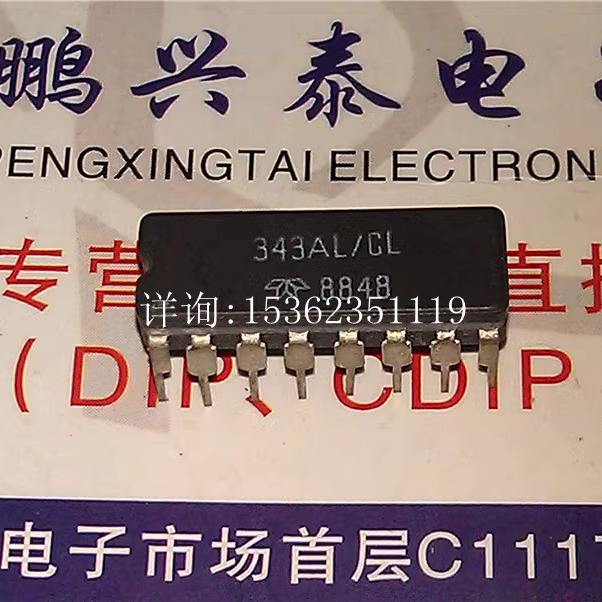 鹏兴泰电
PENGXINGTAI ELECTRON
343AL/CL
8848
专营 直
详询:15362351119
(DIP、CDIP
电子市场首层C111